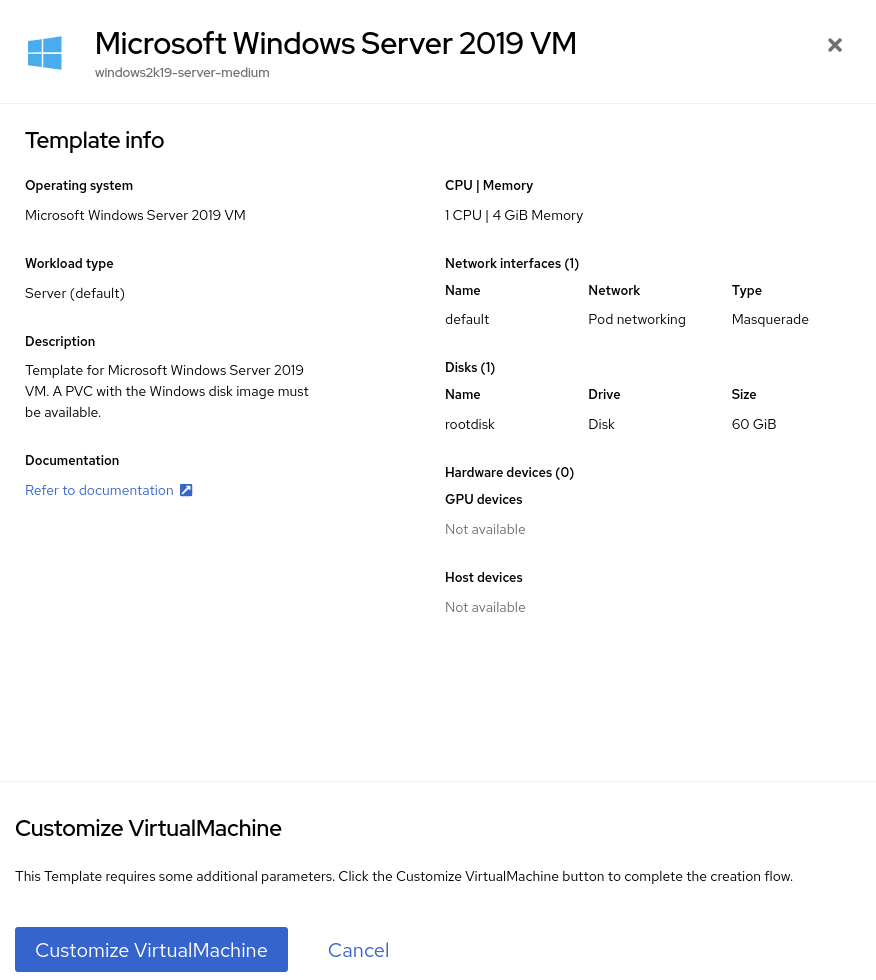 Microsoft Windows Server 2019 VM
windows2k19-server-medium
Template info
Operating system
Microsoft Windows Server 2019 VM
Workload type
Server (default)
Description
Template for Microsoft Windows Server 2019
VM. A PVC with the Windows disk image must
be available.
Documentation
Refer to documentation
CPU | Memory
1 CPU | 4 GiB Memory
Network interfaces (1)
Name Network Type
default Pod networking Masquerade
Disks (1)
Name Drive Size
rootdisk Disk 60 GiB
Hardware devices (0)
GPU devices
Not available
Host devices
Not available
Customize VirtualMachine
This Template requires some additional parameters. Click the Customize VirtualMachine button to complete the creation flow.
Customize VirtualMachine Cancel